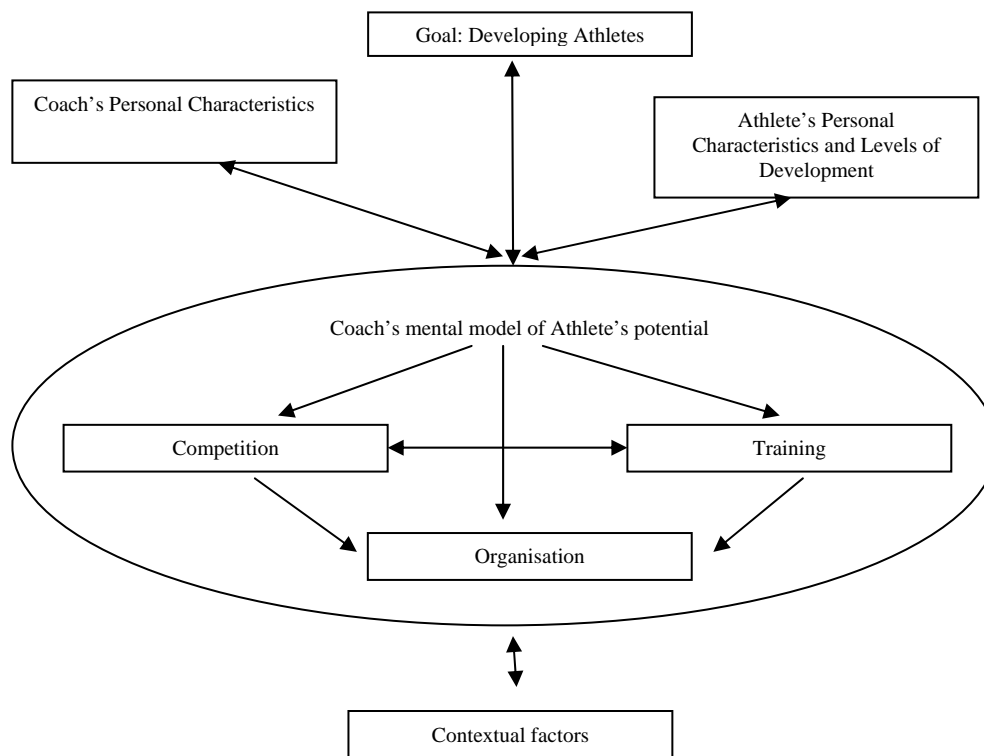 Goal: Developing Athletes
Coach’s Personal Characteristics
Athlete’s Personal
Characteristics and Levels of
Development
Coach’s mental model of Athlete’s potential
Competition
Training
Organisation
Contextual factors